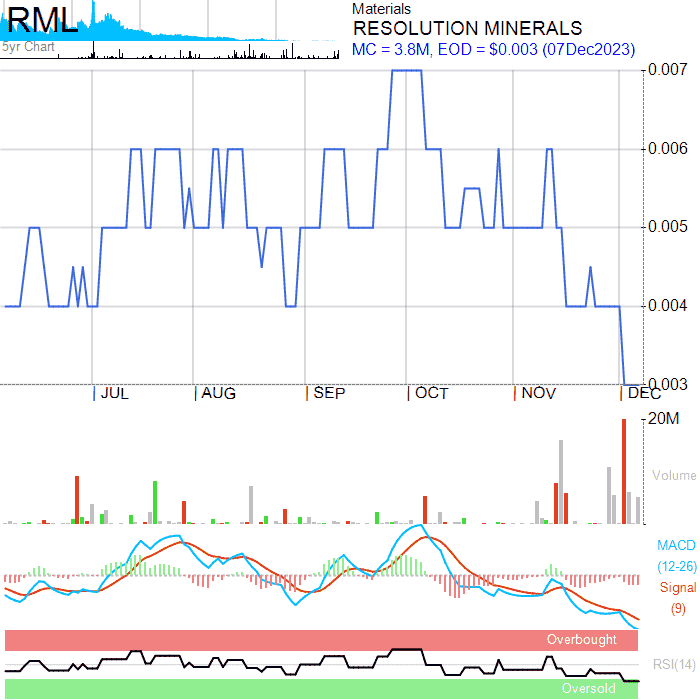 RML
5yr Chart
Materials
RESOLUTION MINERALS
MC = 3.8M, EOD = $0.003 (07Dec2023)
0.007
0.006
0.005
0.004
0.003
JUL
AUG
SEP
OCT
NOV
DEC
20M
Volume
MACD
(12-26)
Signal
(9)
Overbought
RSI(14)
Oversold